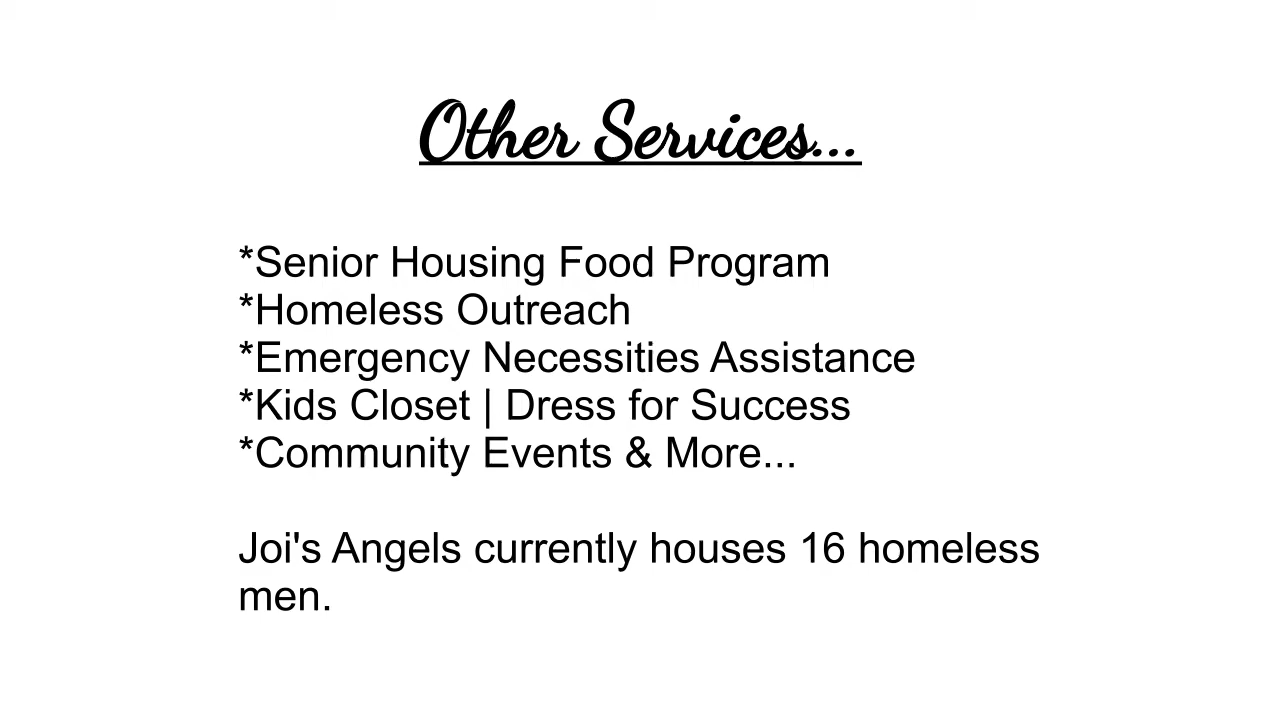 Other Services...
*Senior Housing Food Program
*Homeless Outreach
*Emergency Necessities Assistance
*Kids Closet | Dress for Success
*Community Events & More...
Joi's Angels currently houses 16 homeless
men.